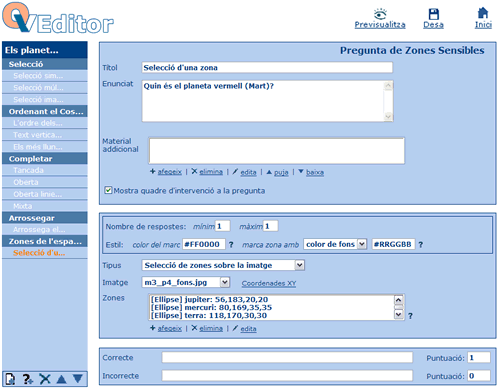 QVEditor
Previsualitza Desa Inici
Els planet...
Selecció
Selecció sim...
Selecció múl...
Selecció ima...
Ordenant el Cos...
L'ordre dels...
Text vertica...
Els més llun...
Completar
Tancada
Oberta
Oberta linie...
Mixta
Arrossegar
Arrossega el...
Zones de l'espa...
Selecció d'u...
Pregunta de Zones Sensibles
Títol Selecció d'una zona
Enunciat Quin és el planeta vermell (Mart)?
Material
addicional
afegeix | elimina | edita | puja | baixa
Mostra quadre d'intervenció a la pregunta
Nombre de respostes: mínim 1 màxim 1
Estil: color del marc #FF0000 ? marca zona amb color de fons #RRGGBB ?
Tipus Selecció de zones sobre la imatge
Imatge m3_p4_fons.jpg Coordenades XY
Zones [Ellipse] jupiter: 56,183,20,20
[Ellipse] mercuri: 80,169,35,35
[Ellipse] terra: 118,170,30,30
?
afegeix | elimina | edita
Correcte Puntuació: 1
Incorrecte Puntuació: 0